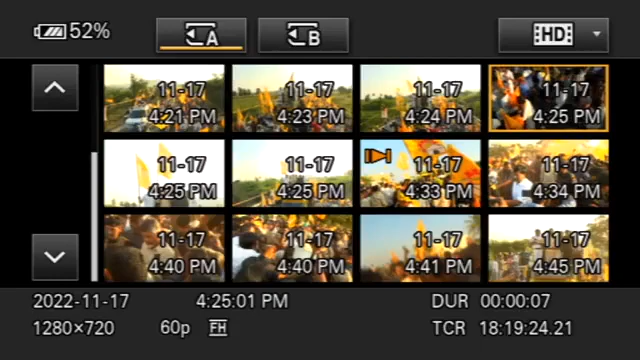 52% A B HD
11-17 11-17 11-17 11-17
4:21 PM 4:23 PM 4:24 PM 4:25 PM
11-17 11-17 11-17 11-17
4:25 PM 4:25 PM 4:33 PM 4:34 PM
11-17 11-17 11-17 11-17
4:40 PM 4:40 PM 4:41 PM 4:45 PM
2022-11-17 4:25:01 PM DUR 00:00:07
1280×720 60p FH TCR 18:19:24.21